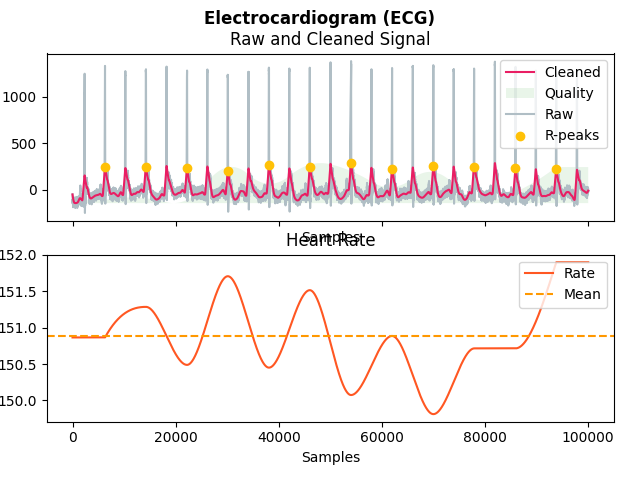 Electrocardiogram (ECG)
Raw and Cleaned Signal
1000
500
0
Cleaned
Quality
Raw
R-peaks
Samples
Heart Rate
152.0
151.5
151.0
150.5
150.0
Rate
Mean
0 20000 40000 60000 80000 100000
Samples